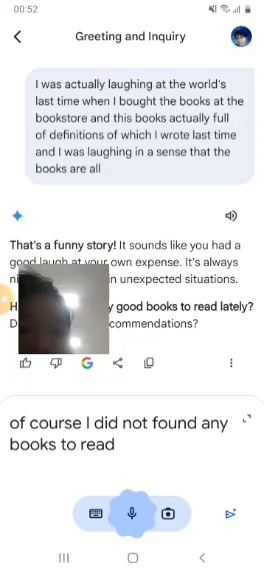 00:52
Greeting and Inquiry
I was actually laughing at the world's
last time when I bought the books at the
bookstore and this books actually full
of definitions of which I wrote last time
and I was laughing in a sense that the
books are all
That's a funny story! It sounds like you had a
good laugh at your own expense. It's always
in unexpected situations.
good books to read lately?
of course I did not found any
books to read